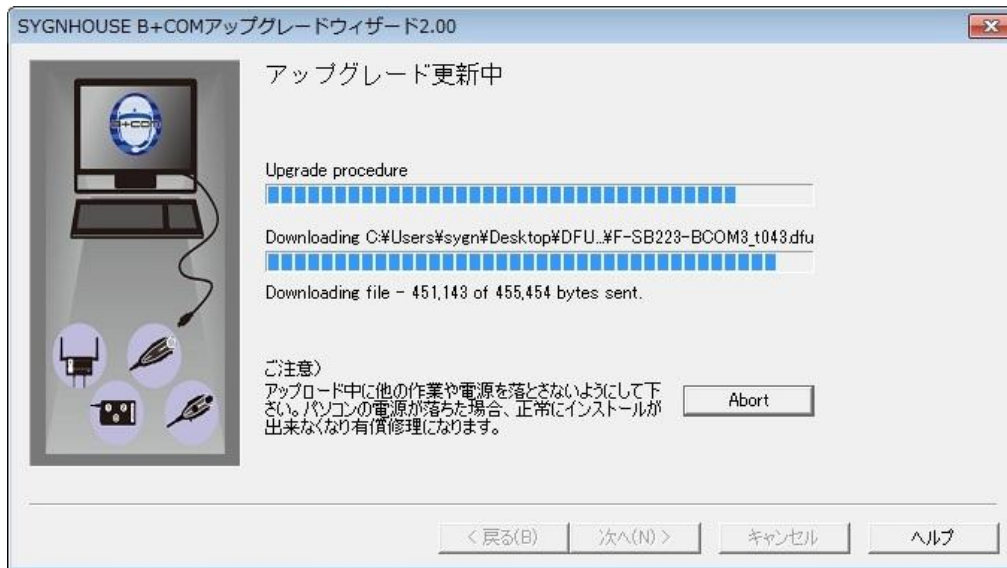 SYGNHOUSE B+COMアップグレードウィザード2.00
B+COM
アップグレード更新中
Upgrade procedure
Downloading C:¥Users¥sygn¥Desktop¥DFU...¥F-SB223-BCOM3_t043.dfu
Downloading file - 451,143 of 455,454 bytes sent.
ご注意)
アップロード中に他の作業や電源を落とさないようにして下
さい。パソコンの電源が落ちた場合、正常にインストールが
出来なくなり有償修理になります。
Abort
< 戻る(B)
次へ(N) >
キャンセル
ヘルプ